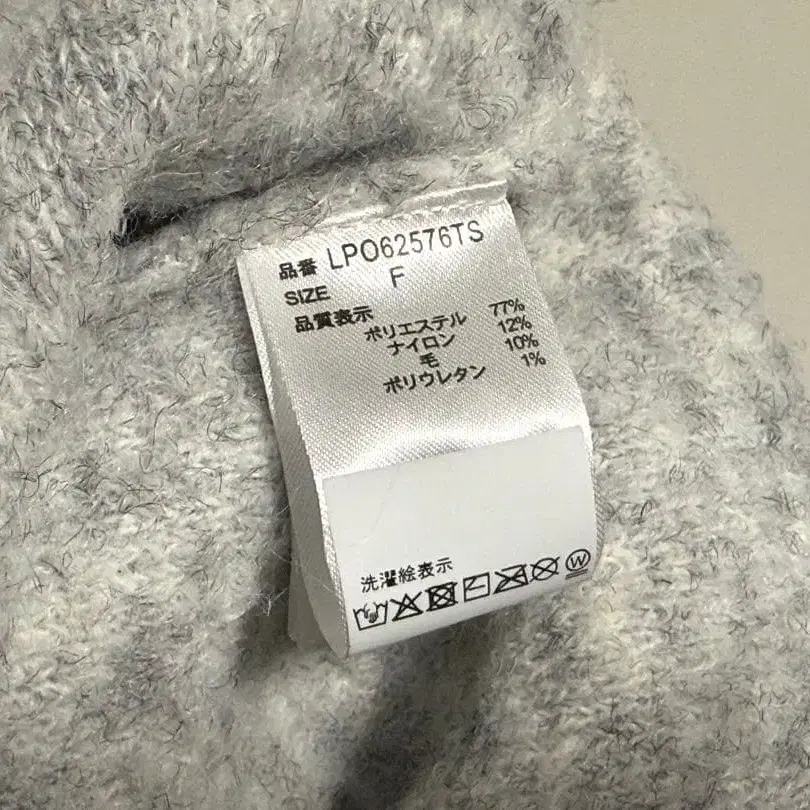 品番 LPO62576TS
SIZE F
品質表示
ポリエステル 77%
ナイロン 12%
毛 10%
ポリウレタン 1%
洗濯絵表示
W